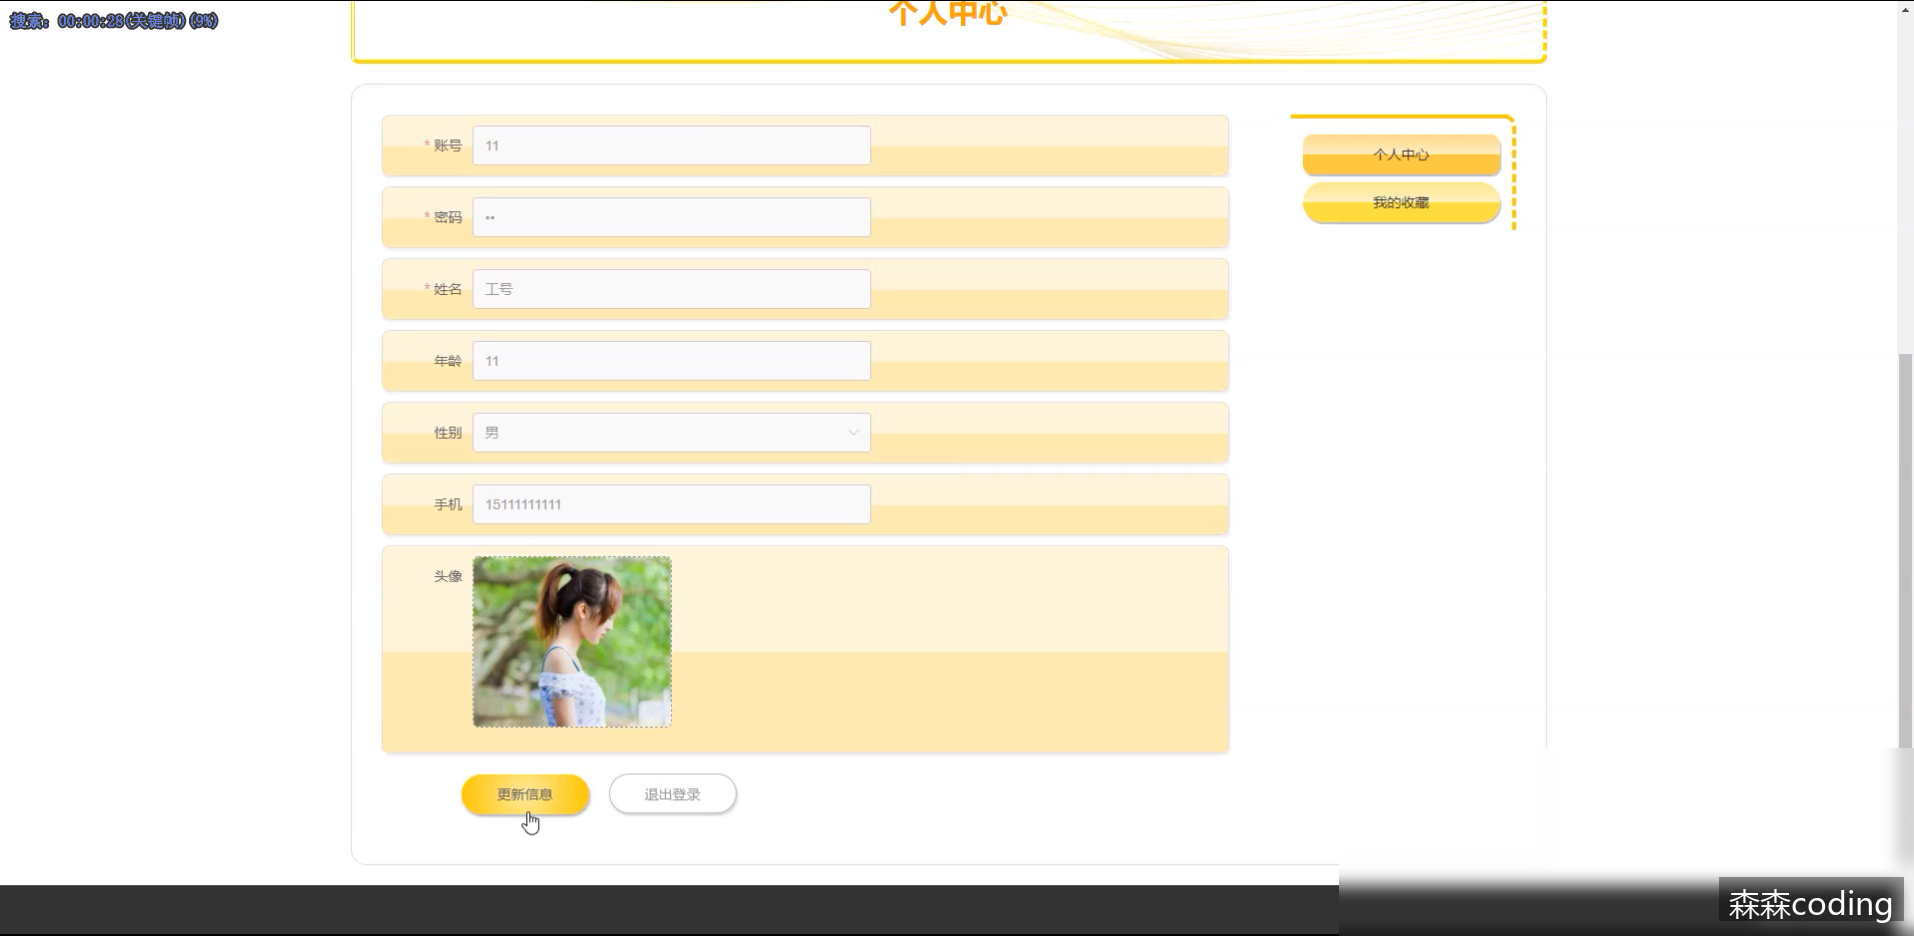 搜索: 00:00:28(关键帧)(9%)
个人中心
* 账号 11
* 密码 ••
* 姓名 工号
年龄 11
性别 男
手机 15111111111
头像
更新信息 退出登录
个人中心
我的收藏
森森coding